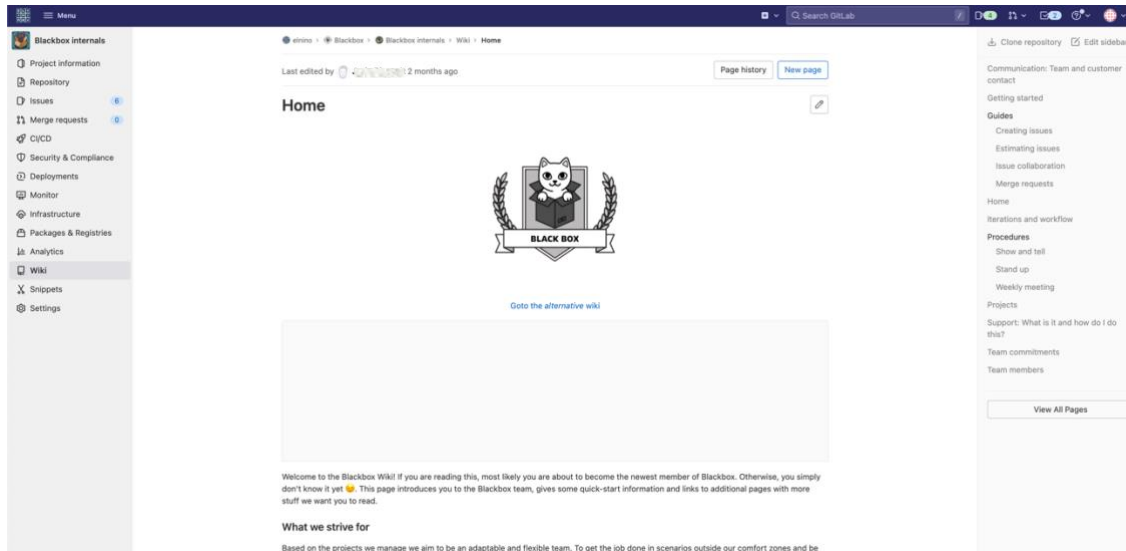 Menu
Search GitLab
/
4
2
Blackbox internals
Project information
Repository
Issues 6
Merge requests 0
CI/CD
Security & Compliance
Deployments
Monitor
Infrastructure
Packages & Registries
Analytics
Wiki
Snippets
Settings
Blackbox › Blackbox internals › Wiki › Home
Last edited by
2 months ago
Page history
New page
Home
BLACK BOX
Goto the alternative wiki
Welcome to the Blackbox Wiki! If you are reading this, most likely you are about to become the newest member of Blackbox. Otherwise, you simply
don't know it yet 😉. This page introduces you to the Blackbox team, gives some quick-start information and links to additional pages with more
stuff we want you to read.
What we strive for
Based on the projects we manage we aim to be an adaptable and flexible team. To get the job done in scenarios outside our comfort zones and be
Clone repository
Edit sidebar
Communication: Team and customer
contact
Getting started
Guides
Creating issues
Estimating issues
Issue collaboration
Merge requests
Home
Iterations and workflow
Procedures
Show and tell
Stand up
Weekly meeting
Projects
Support: What is it and how do I do
this?
Team commitments
Team members
View All Pages